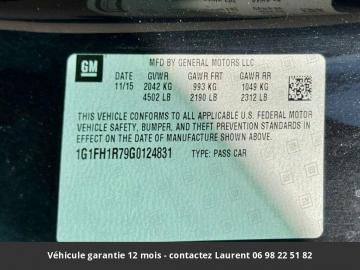 GM
MFD BY GENERAL MOTORS LLC
DATE GVWR GAWR FRT GAWR RR
11/15 2042 KG 993 KG 1049 KG
4502 LB 2190 LB 2312 LB
THIS VEHICLE CONFORMS TO ALL APPLICABLE U.S. FEDERAL MOTOR
VEHICLE SAFETY, BUMPER, AND THEFT PREVENTION STANDARDS
IN EFFECT ON THE DATE OF MANUFACTURE SHOWN ABOVE.
1G1FH1R79G0124831 TYPE: PASS CAR
Véhicule garantie 12 mois - contactez Laurent 06 98 22 51 82